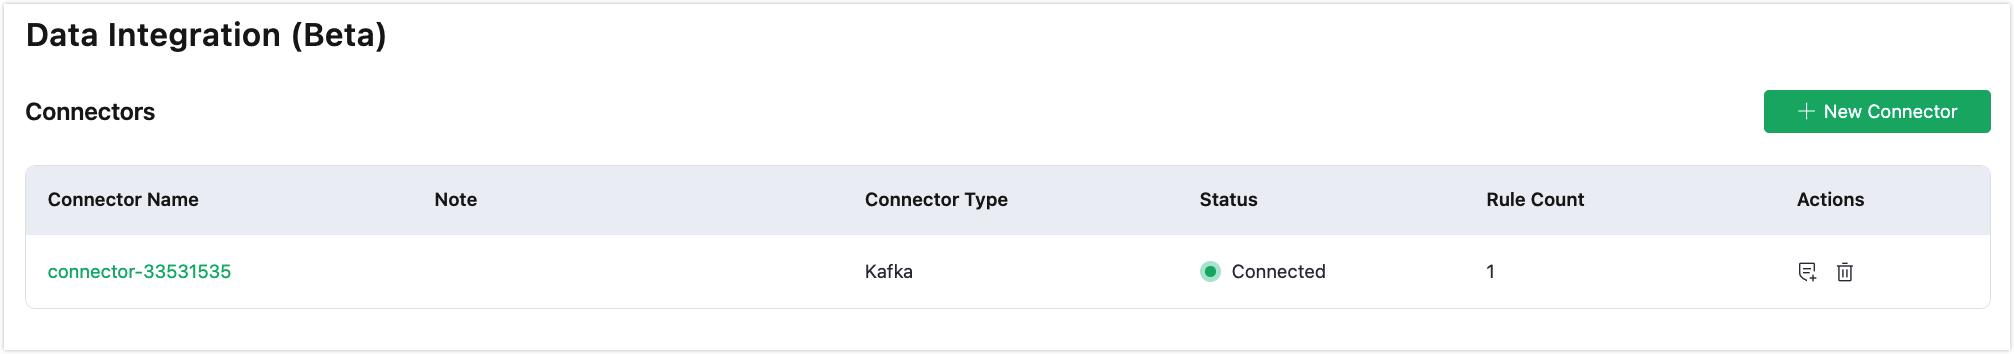 Data Integration (Beta)
Connectors
New Connector
Connector Name Note Connector Type Status Rule Count Actions
connector-33531535 Kafka Connected 1